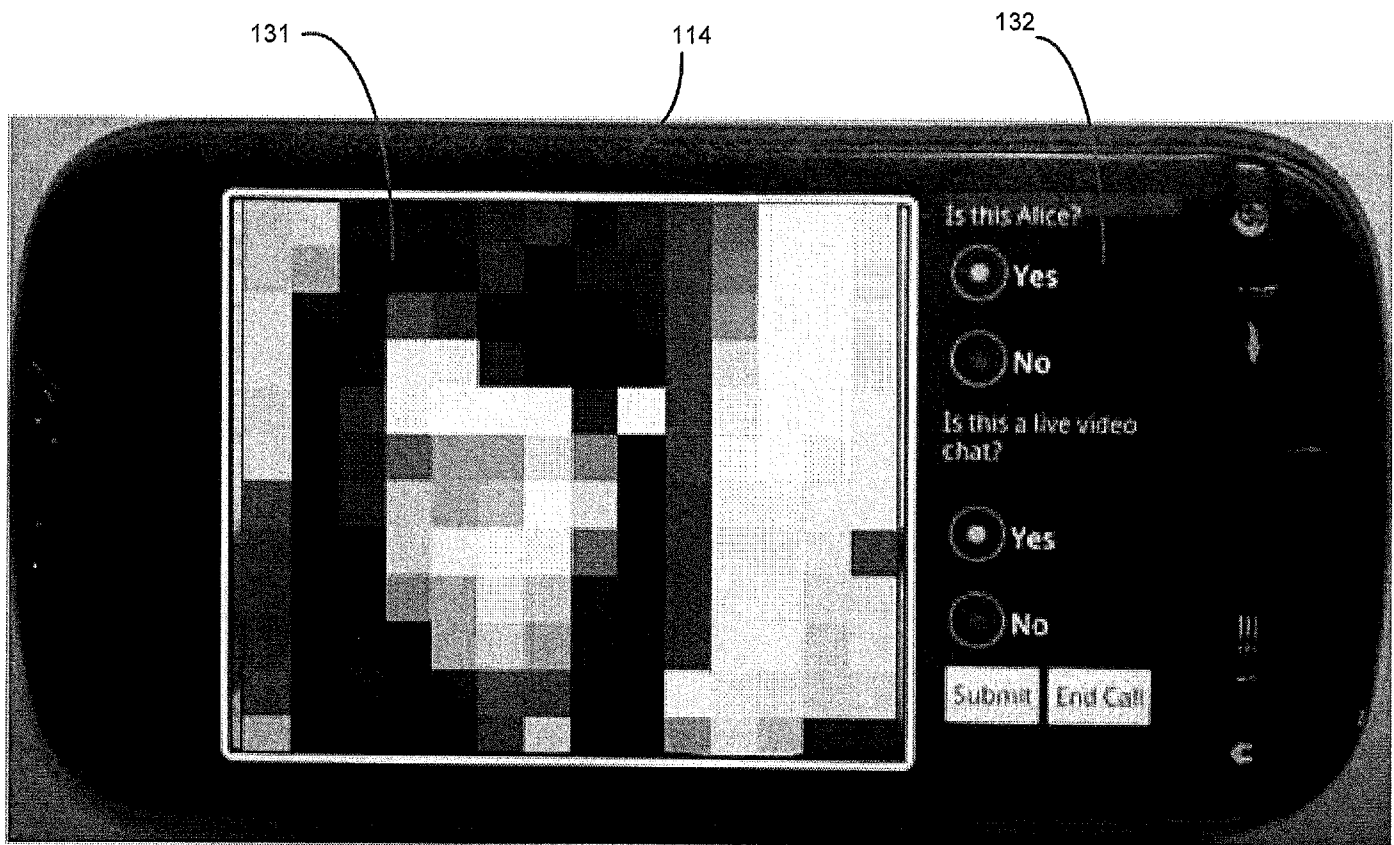 131
114
132
Is this Alice?
Yes
No
Is this a live video
chat?
Yes
No
Submit
End Call